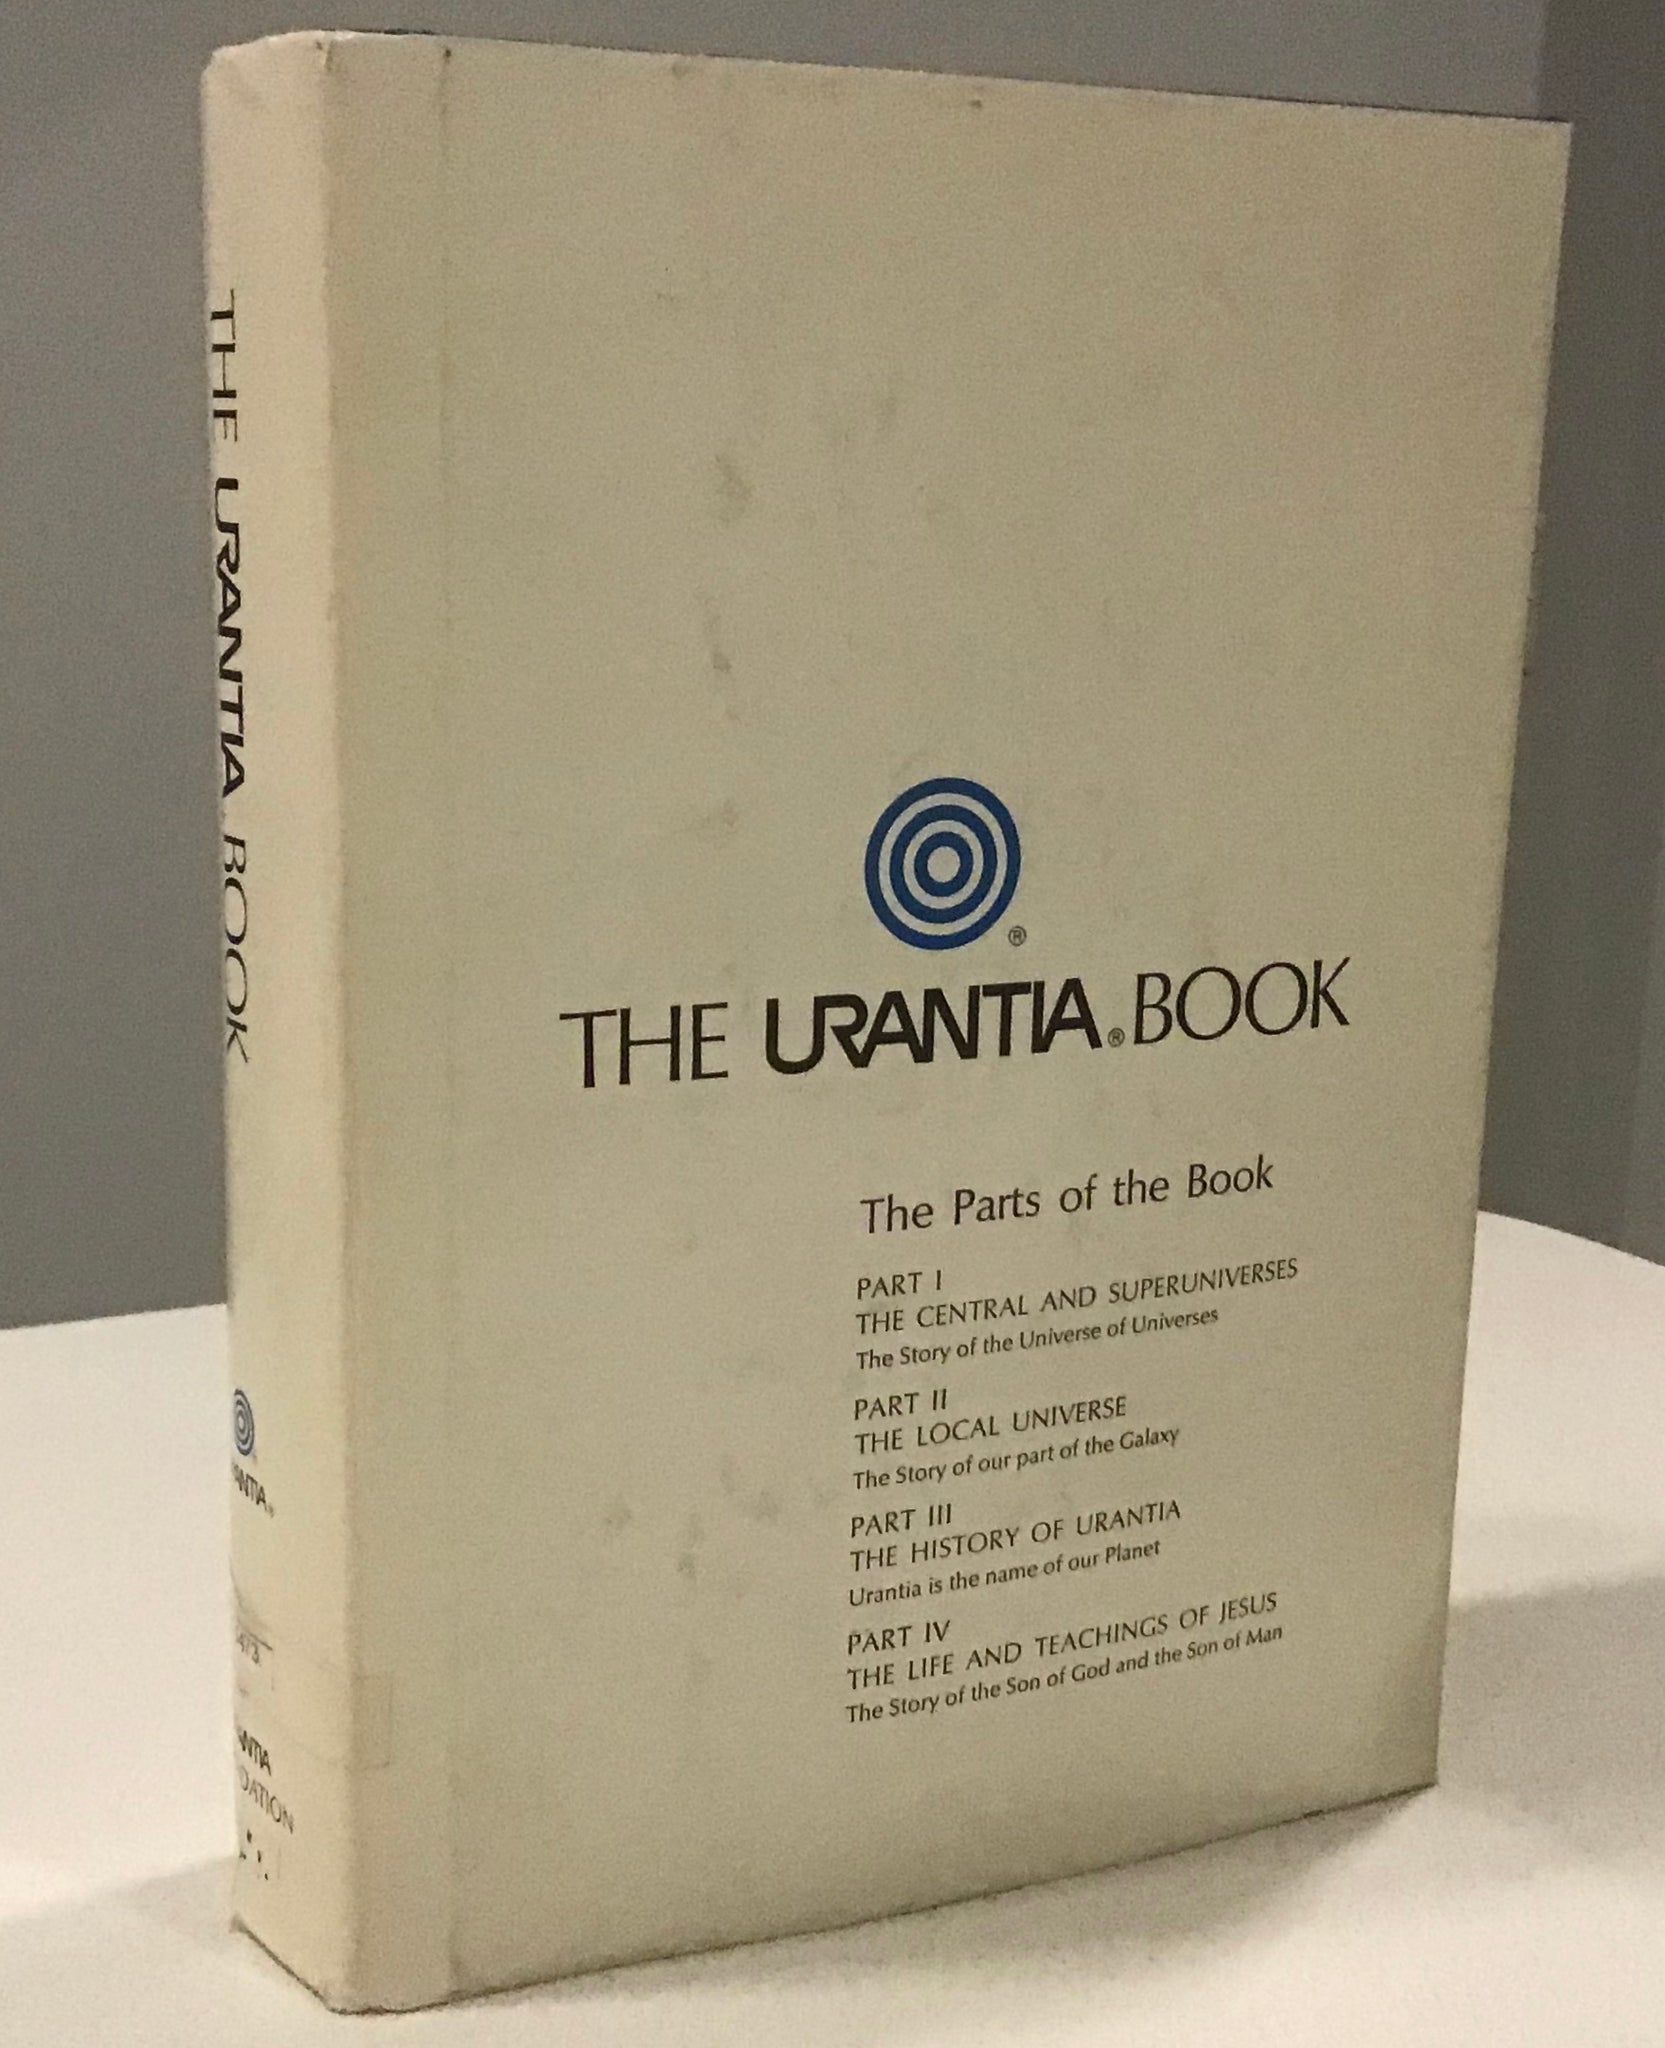 THE URANTIA BOOK
®
THE URANTIA® BOOK
The Parts of the Book
PART I
THE CENTRAL AND SUPERUNIVERSES
The Story of the Universe of Universes
PART II
THE LOCAL UNIVERSE
The Story of our part of the Galaxy
PART III
THE HISTORY OF URANTIA
Urantia is the name of our Planet
PART IV
THE LIFE AND TEACHINGS OF JESUS
The Story of the Son of God and the Son of Man